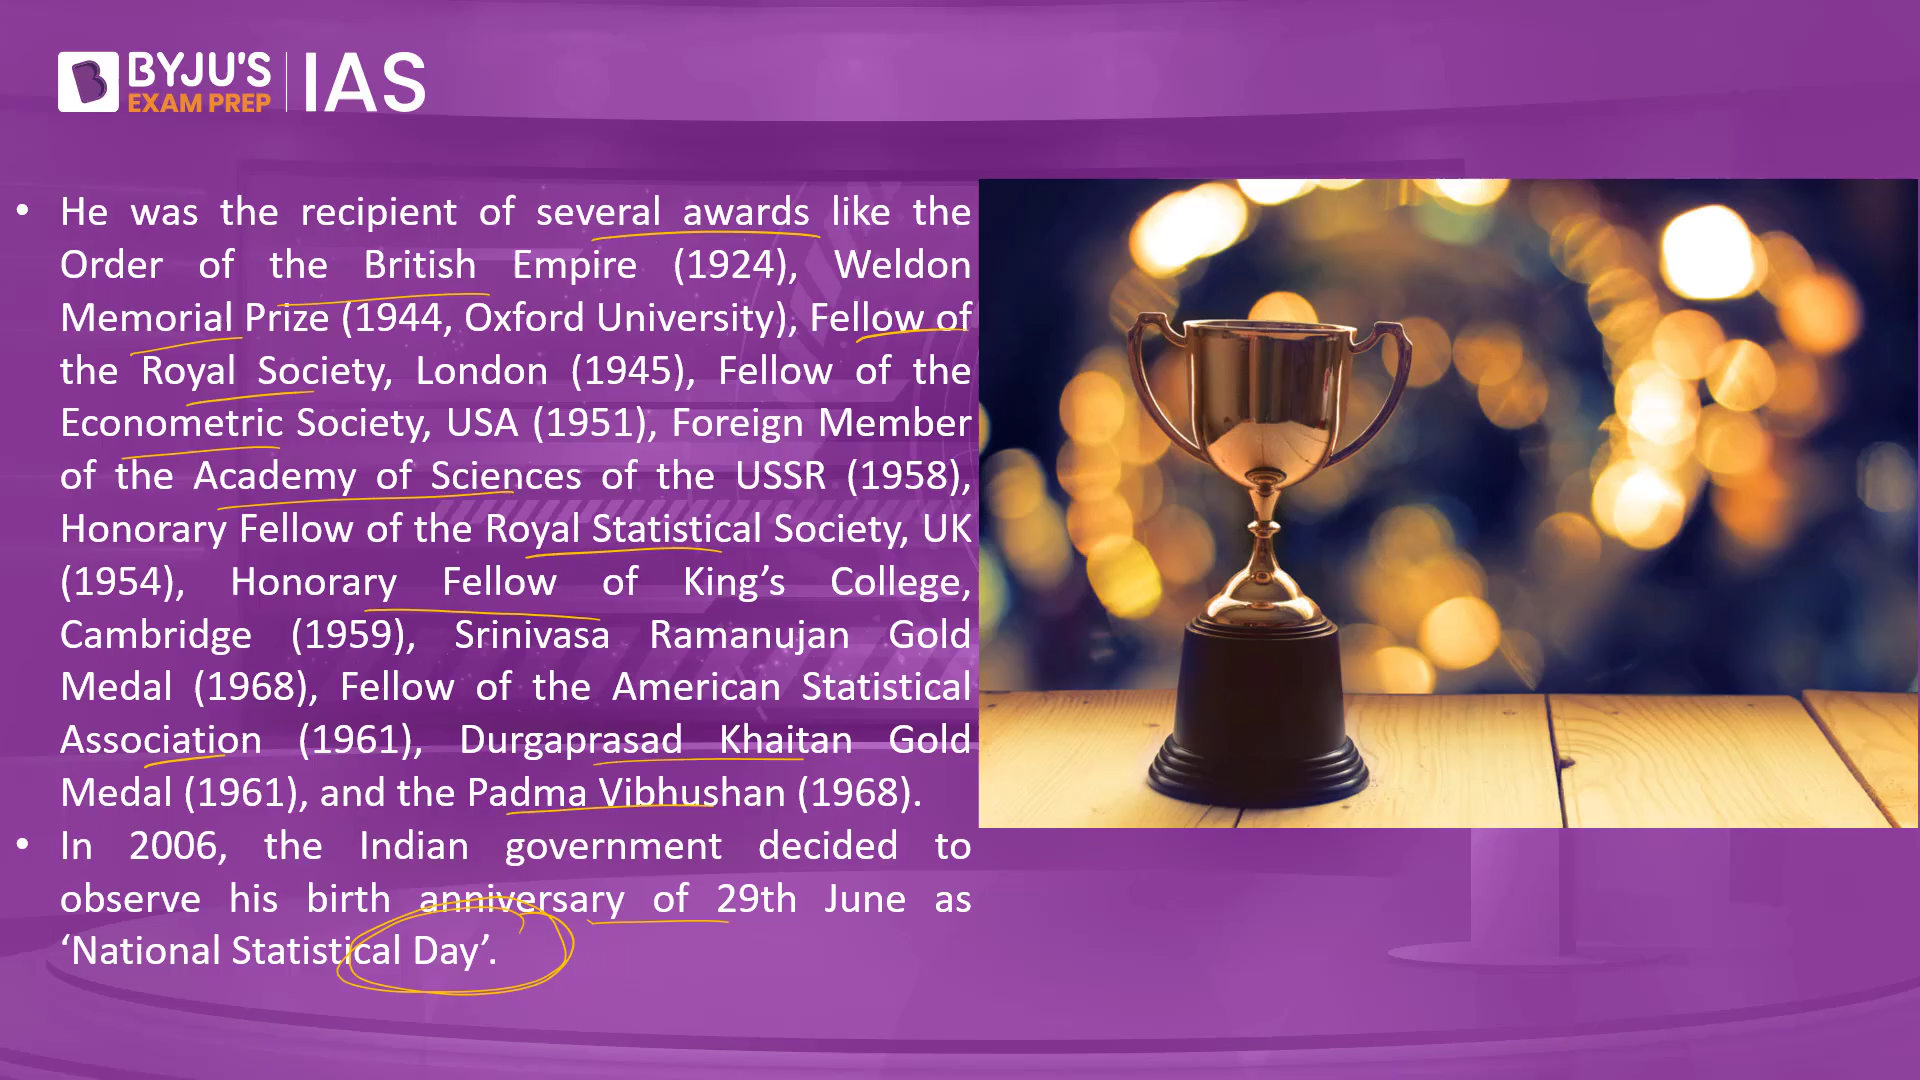 BYJU'S
EXAM PREP
IAS
• He was the recipient of several awards like the
Order of the British Empire (1924), Weldon
Memorial Prize (1944, Oxford University), Fellow of
the Royal Society, London (1945), Fellow of the
Econometric Society, USA (1951), Foreign Member
of the Academy of Sciences of the USSR (1958),
Honorary Fellow of the Royal Statistical Society, UK
(1954), Honorary Fellow of King’s College,
Cambridge (1959), Srinivasa Ramanujan Gold
Medal (1968), Fellow of the American Statistical
Association (1961), Durgaprasad Khaitan Gold
Medal (1961), and the Padma Vibhushan (1968).
• In 2006, the Indian government decided to
observe his birth anniversary of 29th June as
‘National Statistical Day’.